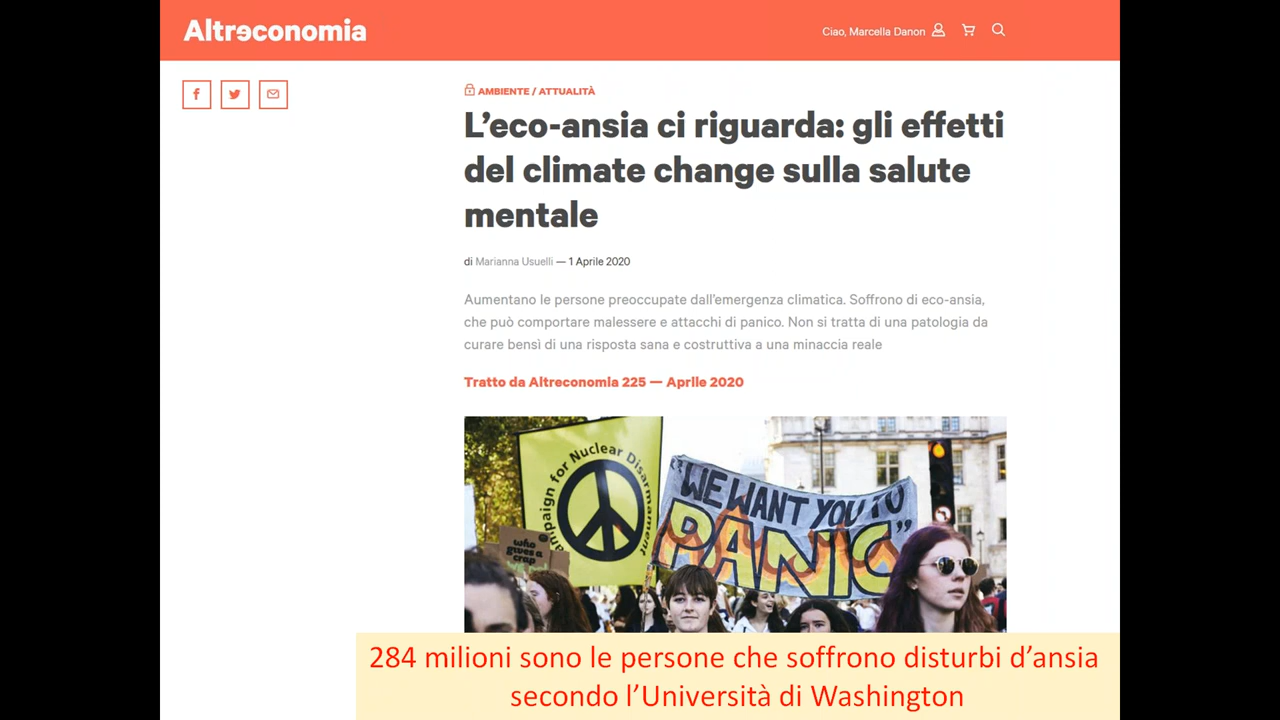 Altrǝconomia
Ciao, Marcella Danon
AMBIENTE / ATTUALITÀ
L’eco-ansia ci riguarda: gli effetti
del climate change sulla salute
mentale
di Marianna Usuelli — 1 Aprile 2020
Aumentano le persone preoccupate dall’emergenza climatica. Soffrono di eco-ansia,
che può comportare malessere e attacchi di panico. Non si tratta di una patologia da
curare bensì di una risposta sana e costruttiva a una minaccia reale
Tratto da Altreconomia 225 — Aprile 2020
Campaign for Nuclear Disarmament
“WE WANT YOU TO
PANIC”
who
gives a
crap
284 milioni sono le persone che soffrono disturbi d’ansia
secondo l’Università di Washington